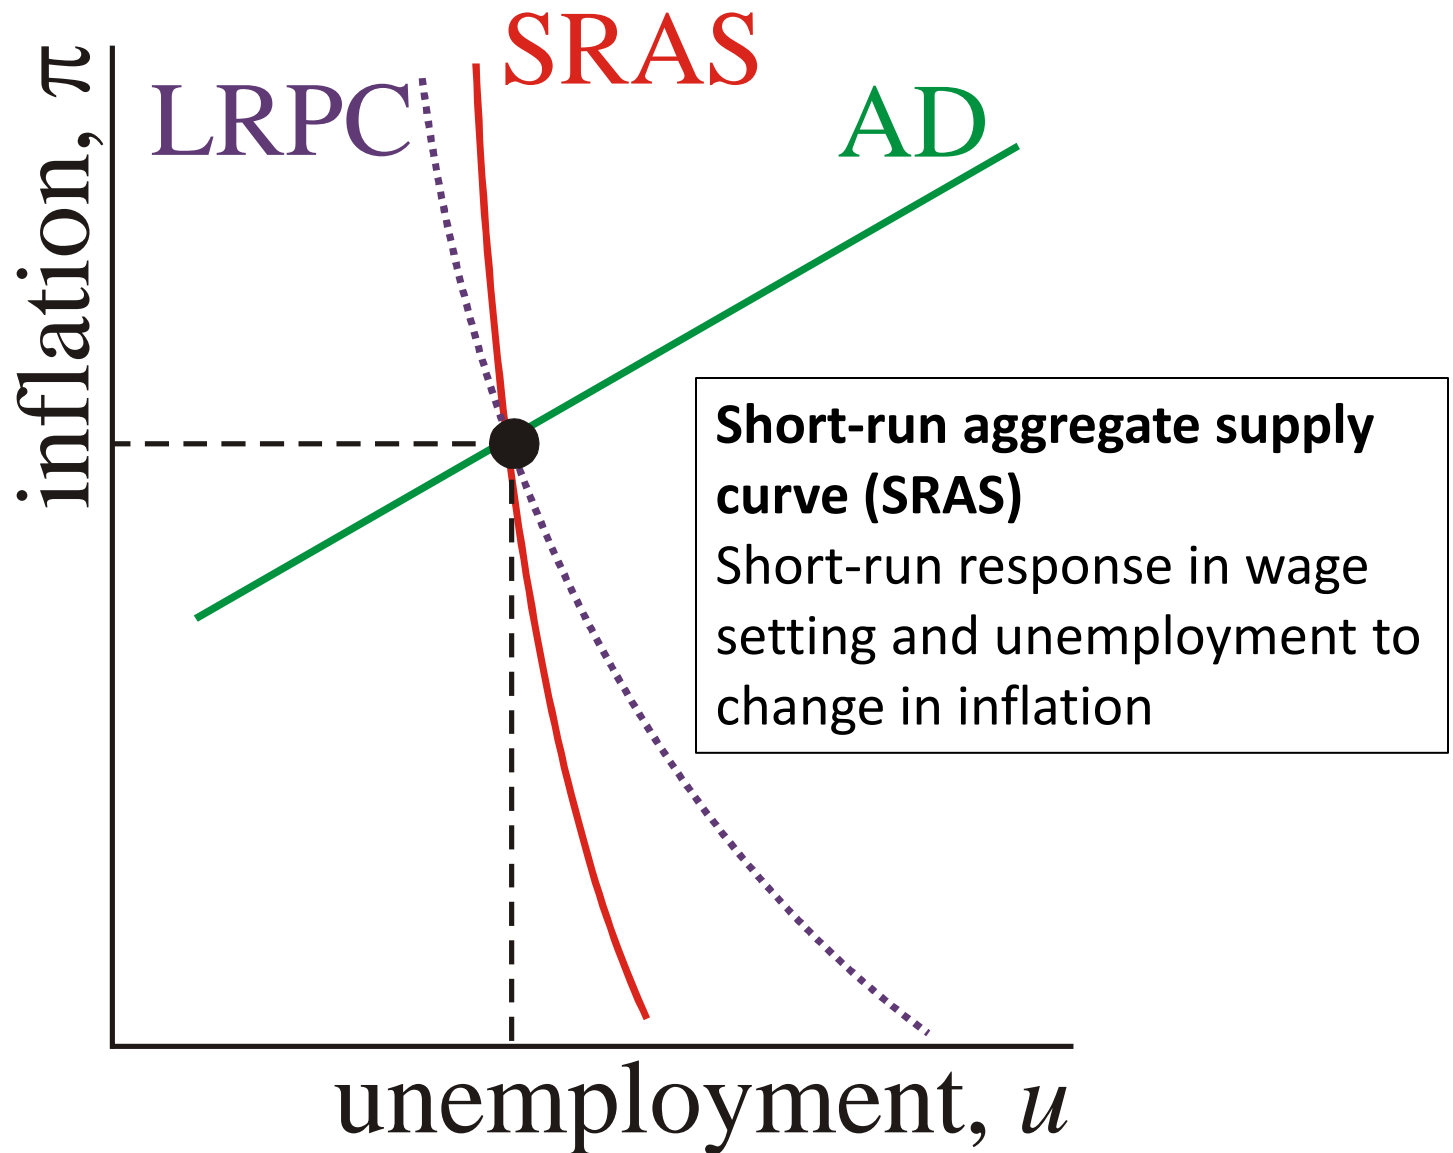 SRAS
LRPC
AD
inflation, π
Short-run aggregate supply
curve (SRAS)
Short-run response in wage
setting and unemployment to
change in inflation
unemployment, u